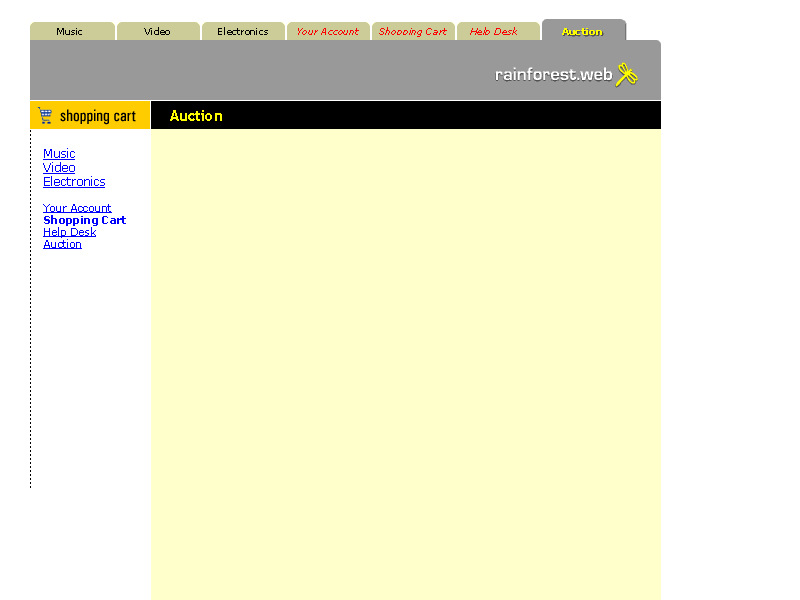 Music Video Electronics Your Account Shopping Cart Help Desk Auction
rainforest.web
shopping cart Auction
Music
Video
Electronics
Your Account
Shopping Cart
Help Desk
Auction